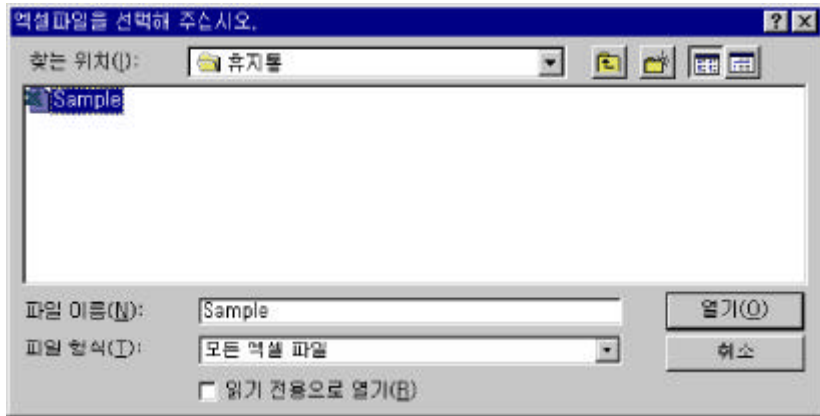 엑셀파일을 선택해 주십시오.
찾는 위치(I): 휴지통
Sample
파일 이름(N): Sample 열기(O)
파일 형식(T): 모든 엑셀 파일 취소
읽기 전용으로 열기(R)